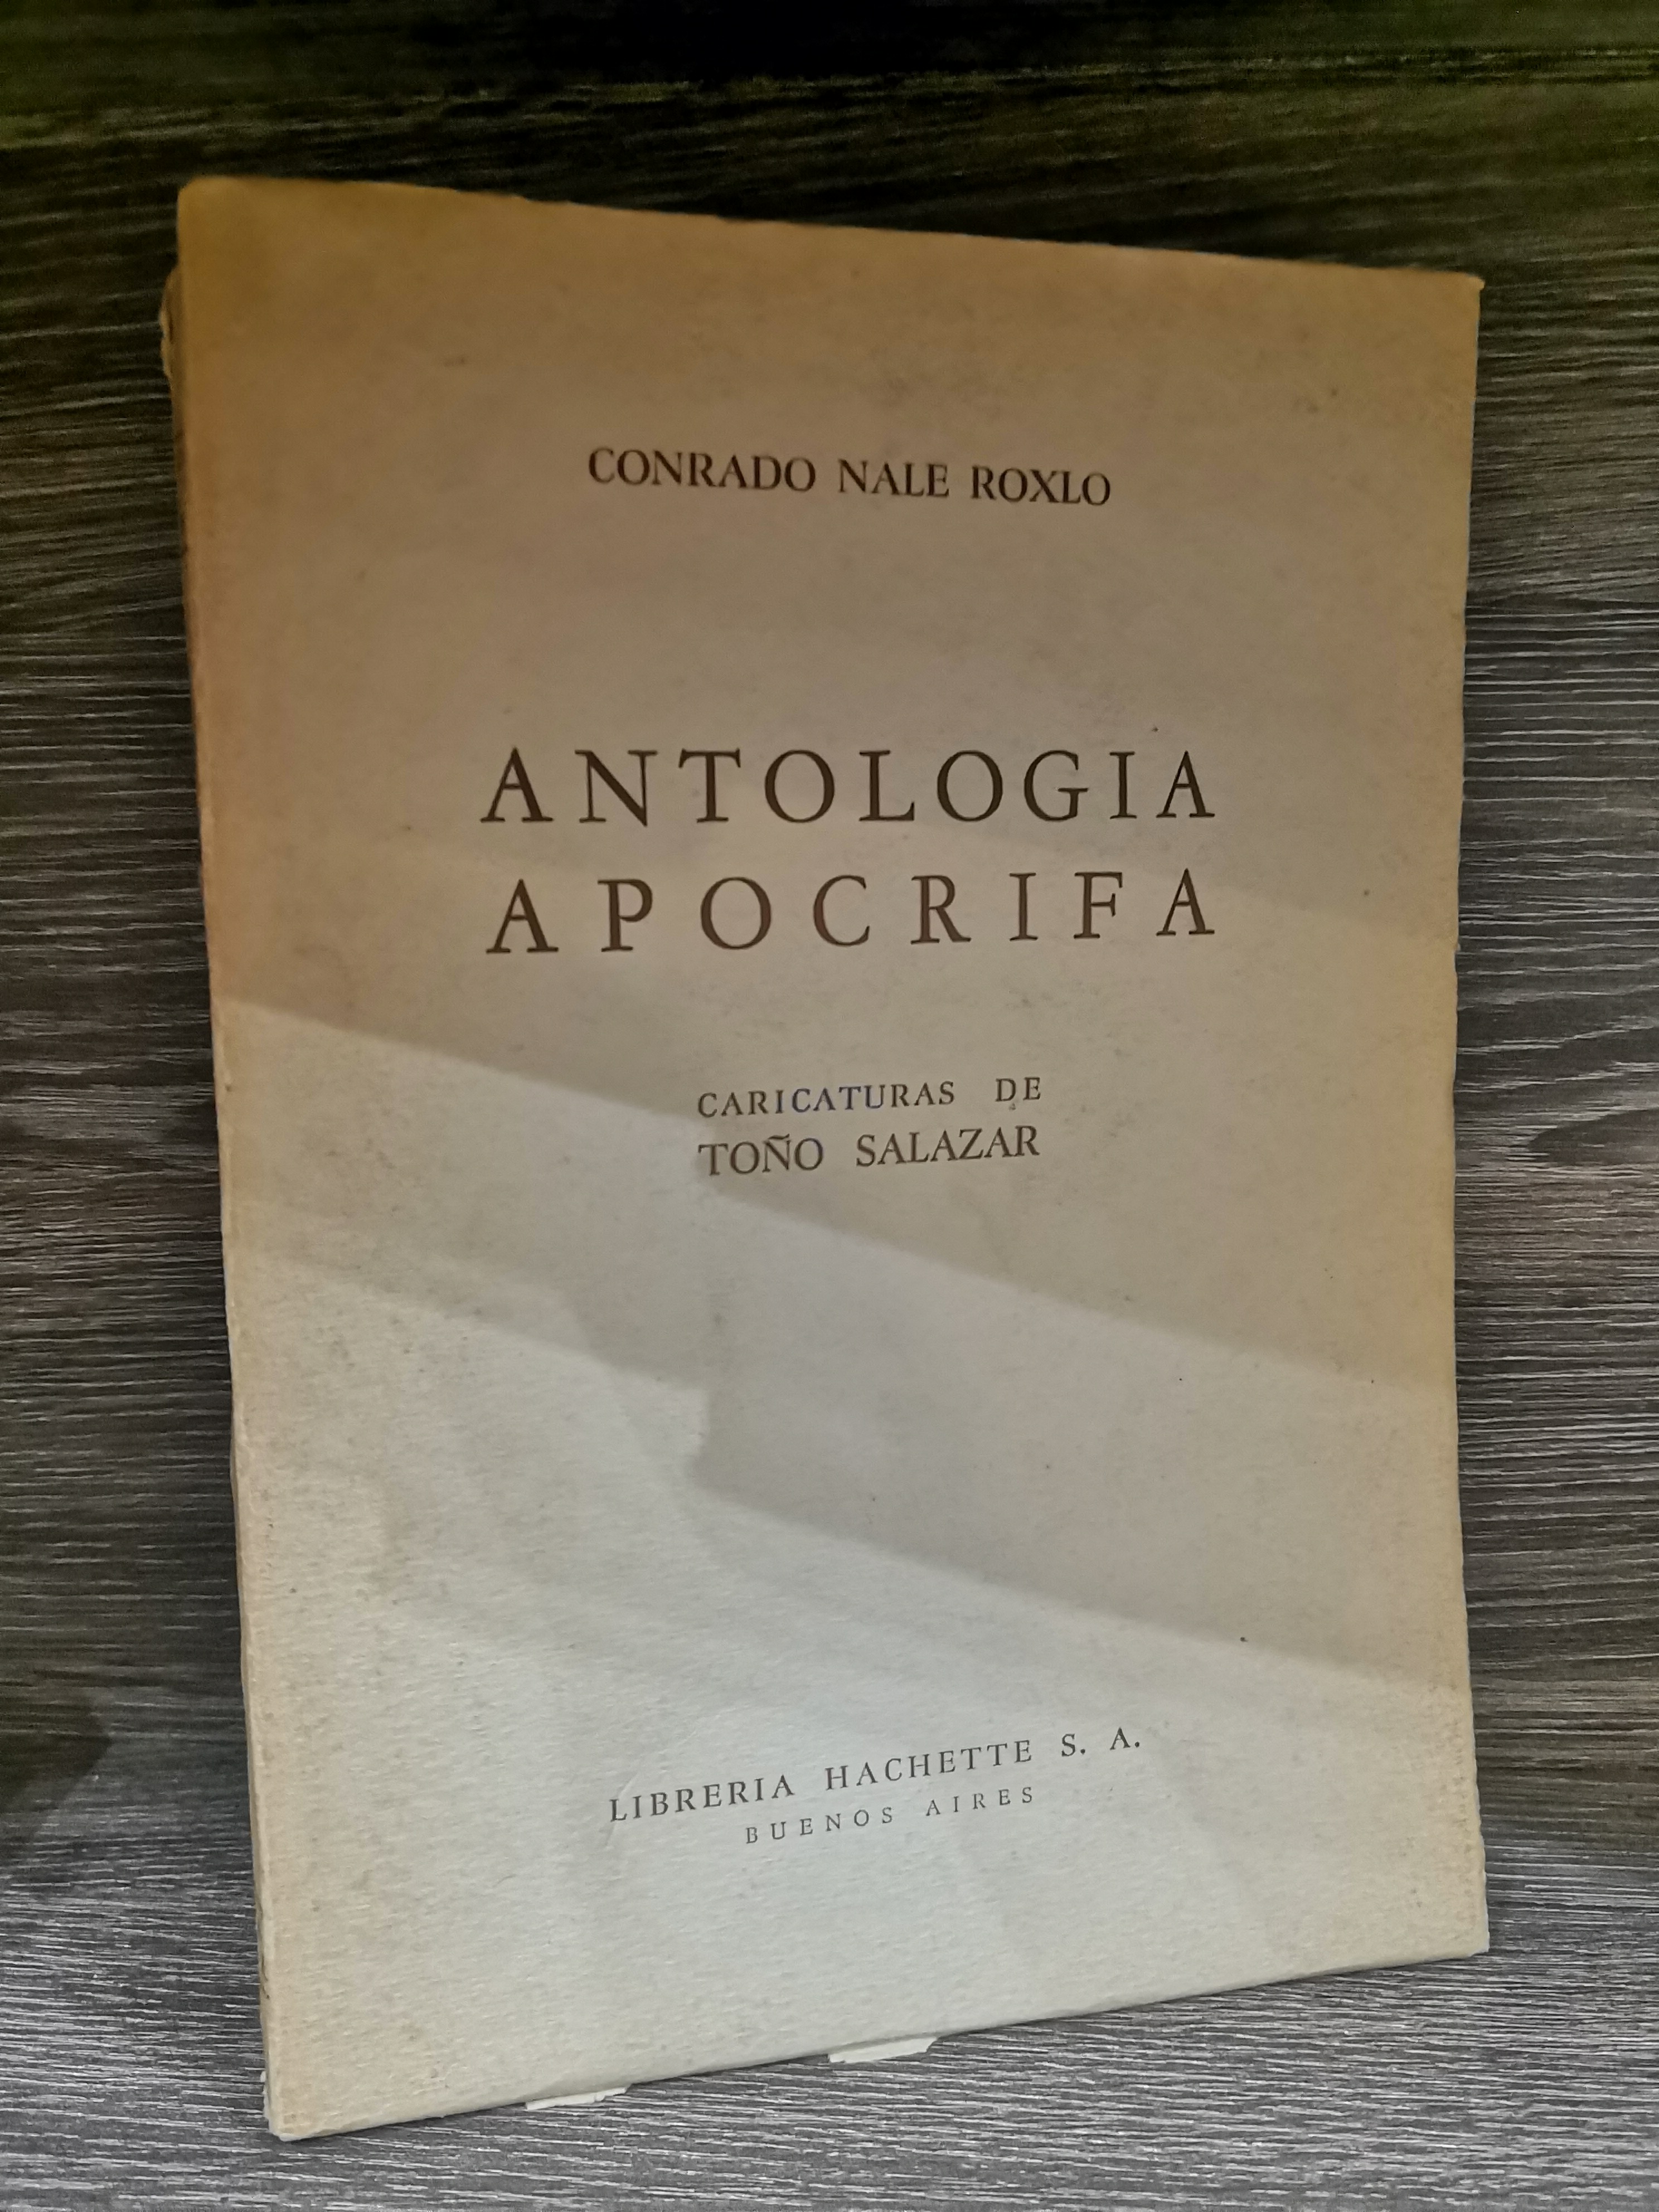 CONRADO NALE ROXLO
ANTOLOGIA
APOCRIFA
CARICATURAS DE
TOÑO SALAZAR
LIBRERIA HACHETTE S. A.
BUENOS AIRES